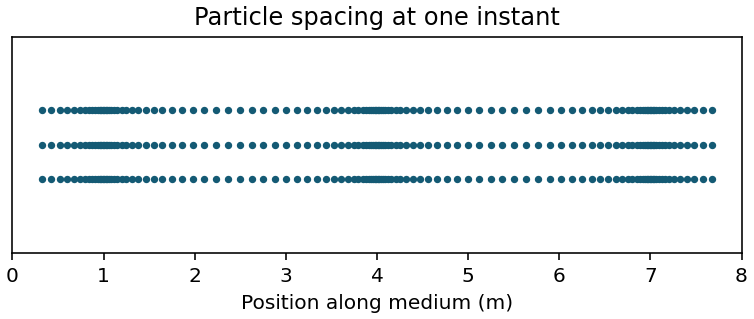 Particle spacing at one instant
0 1 2 3 4 5 6 7 8
Position along medium (m)